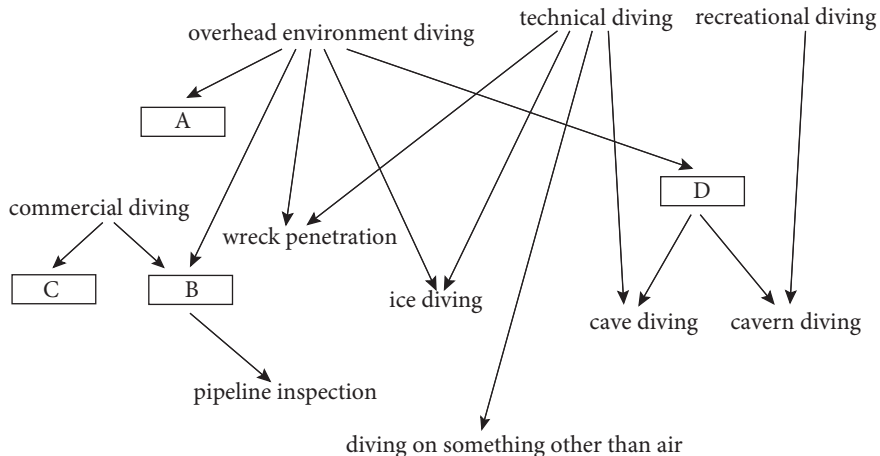 overhead environment diving
technical diving
recreational diving
A
D
commercial diving
wreck penetration
C
B
ice diving
cave diving
cavern diving
pipeline inspection
diving on something other than air